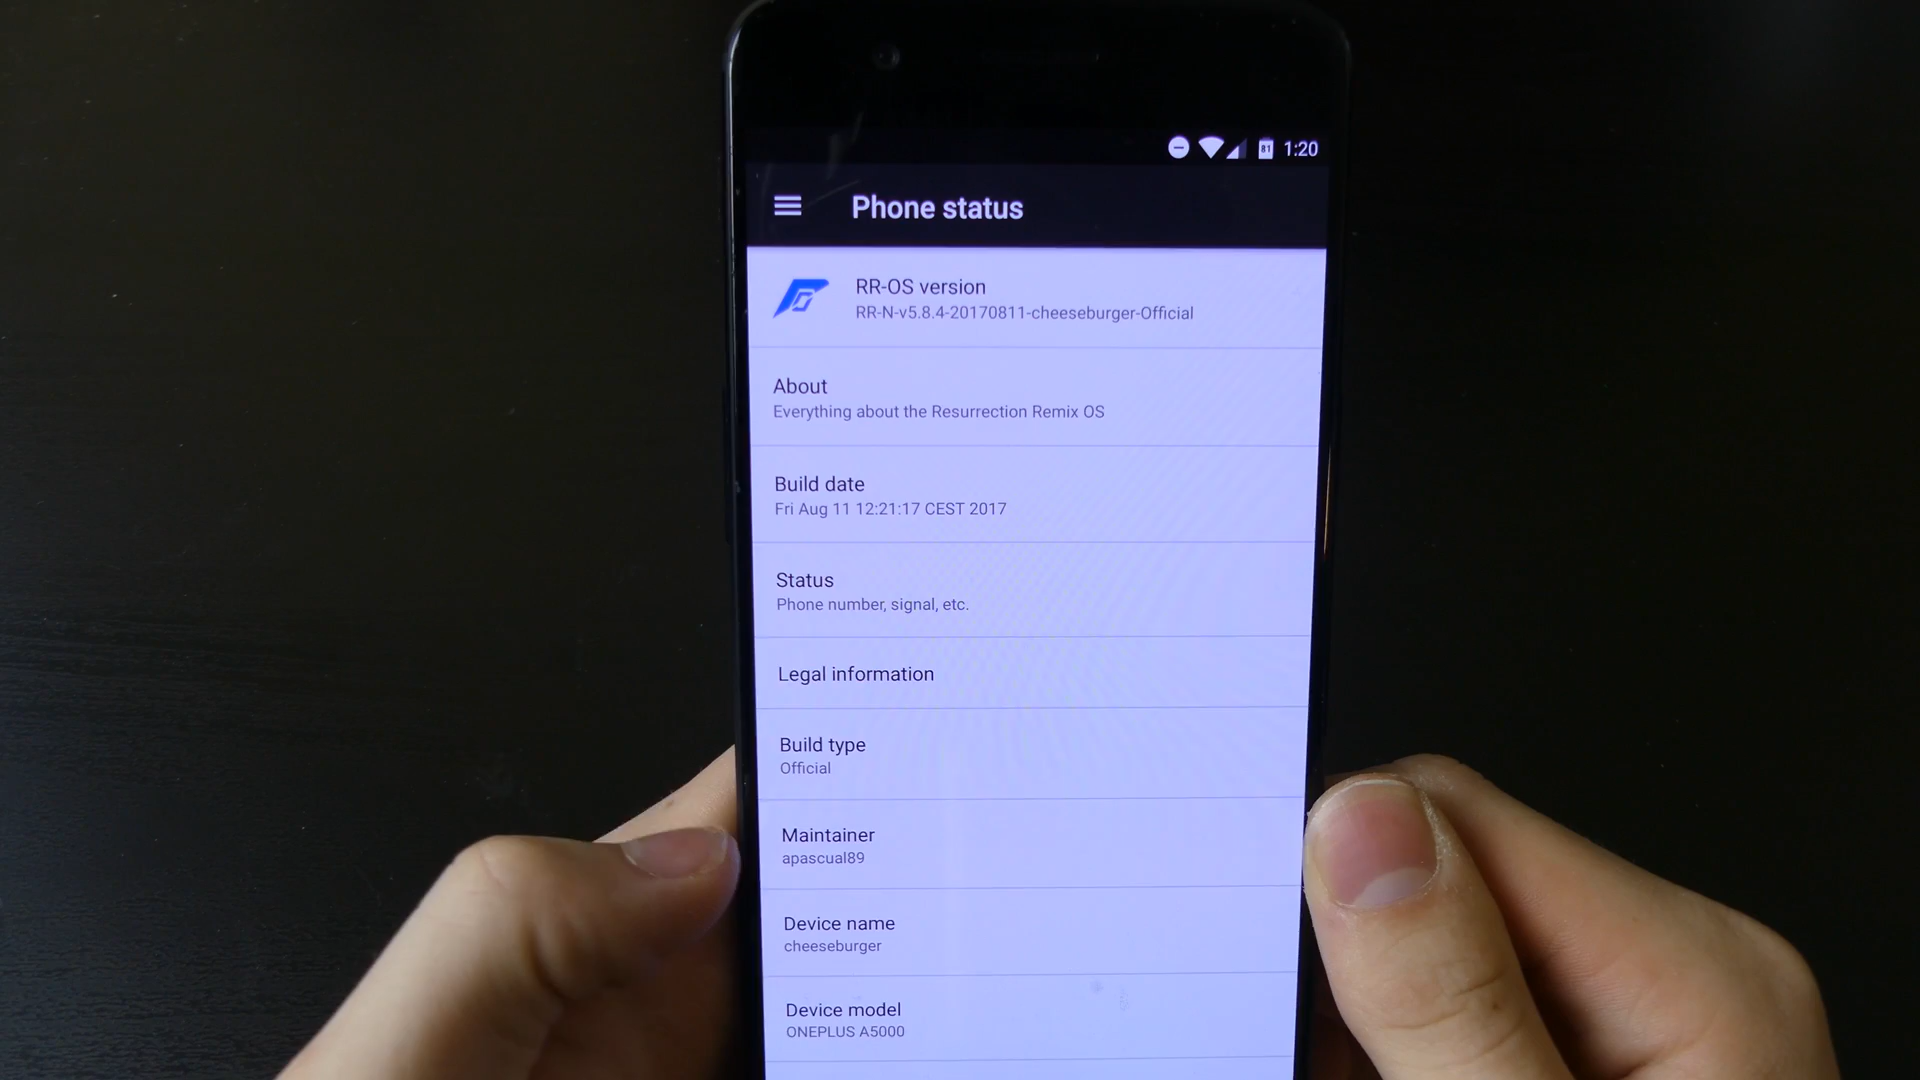 81 1:20
Phone status
RR-OS version
RR-N-v5.8.4-20170811-cheeseburger-Official
About
Everything about the Resurrection Remix OS
Build date
Fri Aug 11 12:21:17 CEST 2017
Status
Phone number, signal, etc.
Legal information
Build type
Official
Maintainer
apascual89
Device name
cheeseburger
Device model
ONEPLUS A5000